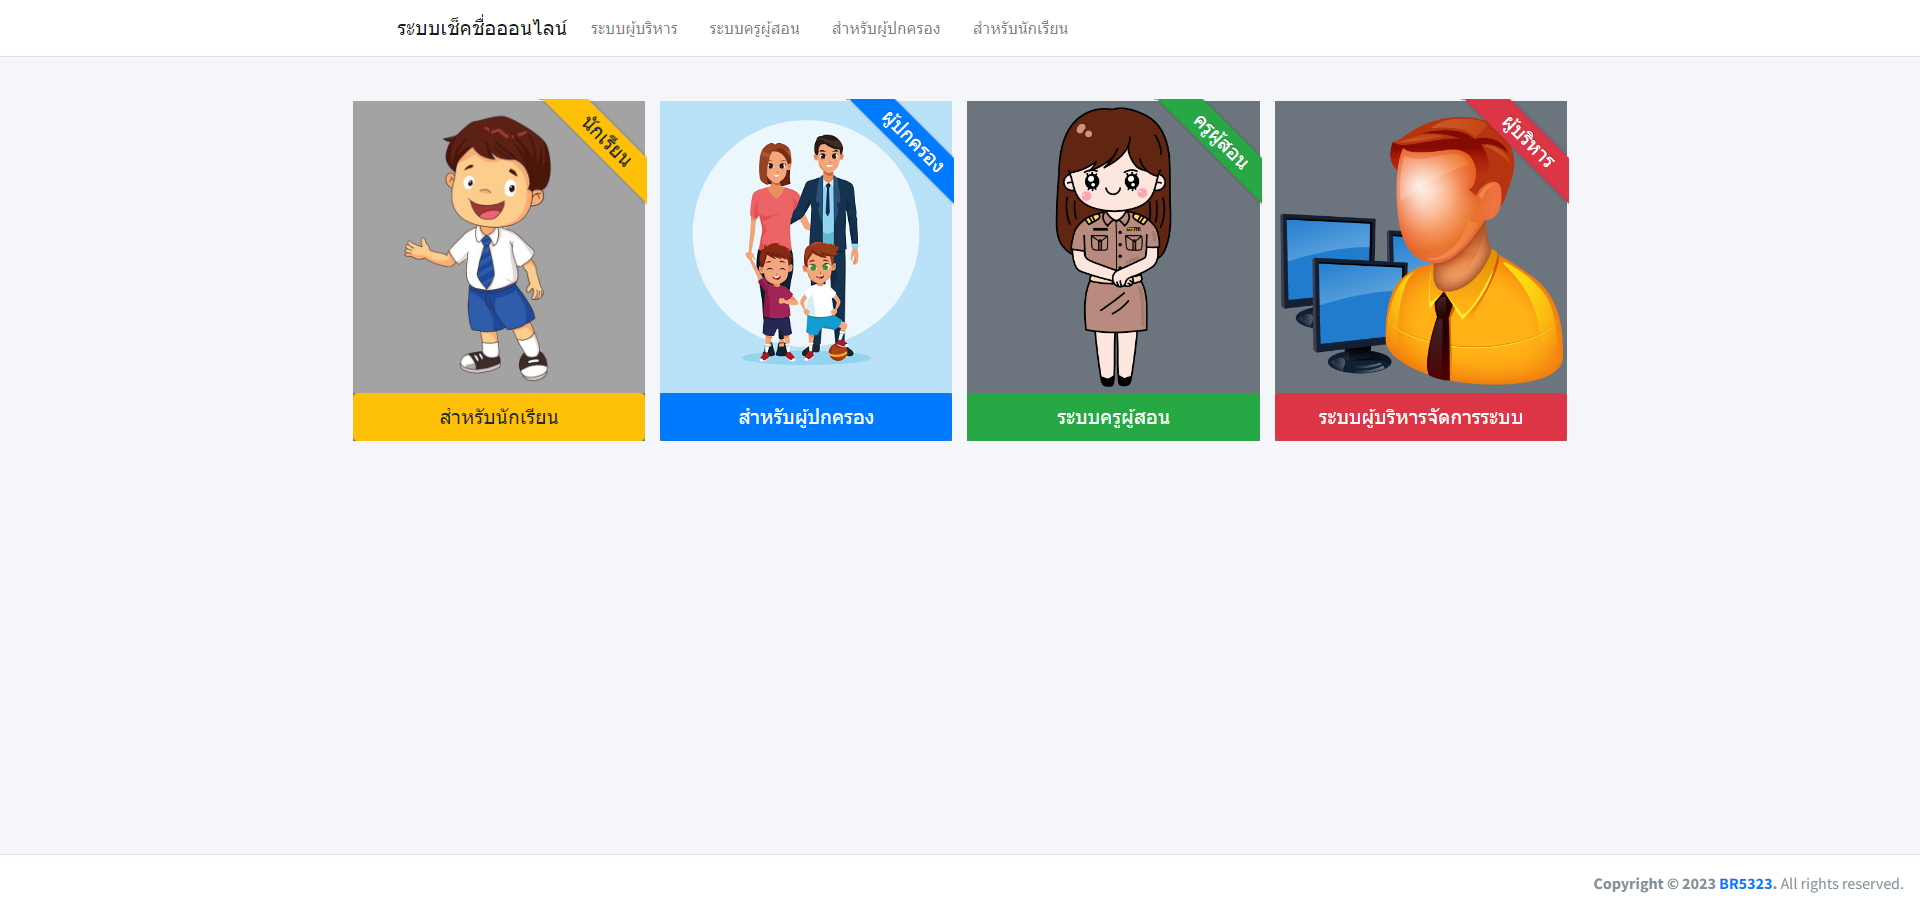 ระบบเช็คชื่อออนไลน์ ระบบผู้บริหาร ระบบครูผู้สอน สำหรับผู้ปกครอง สำหรับนักเรียน
นักเรียน
ผู้ปกครอง
ครูผู้สอน
ผู้บริหาร
สำหรับนักเรียน
สำหรับผู้ปกครอง
ระบบครูผู้สอน
ระบบผู้บริหารจัดการระบบ
Copyright © 2023 BR5323. All rights reserved.